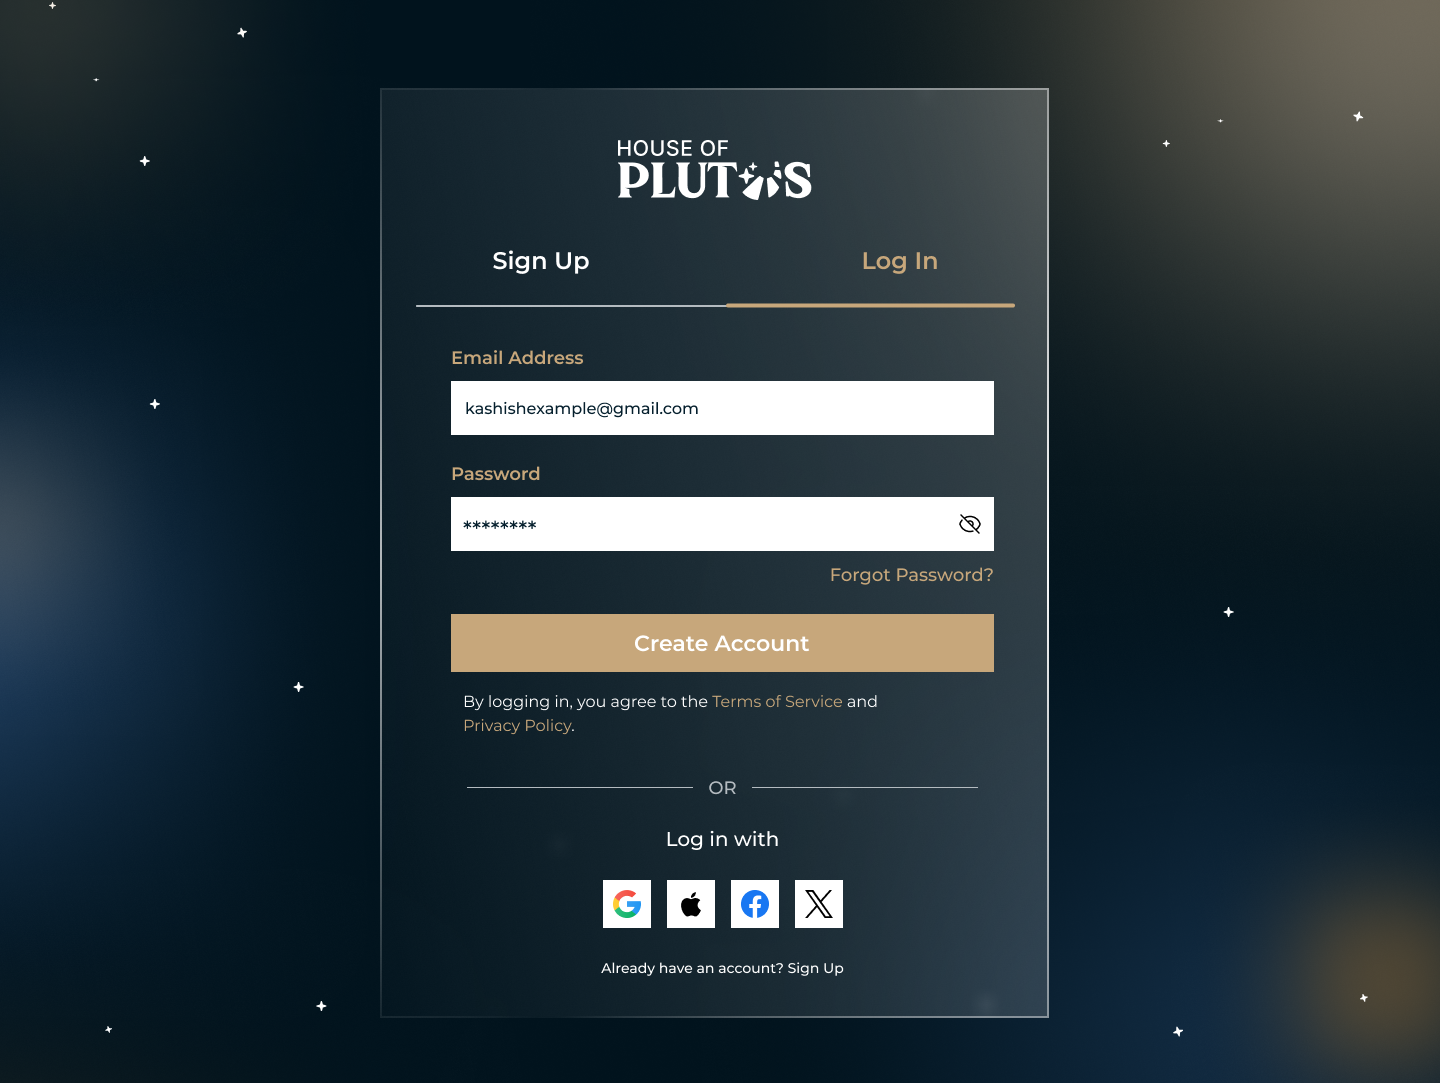 HOUSE OF
PLUTUS
Sign Up
Log In
Email Address
kashishexample@gmail.com
Password
********
Forgot Password?
Create Account
By logging in, you agree to the Terms of Service and
Privacy Policy.
OR
Log in with
Already have an account? Sign Up